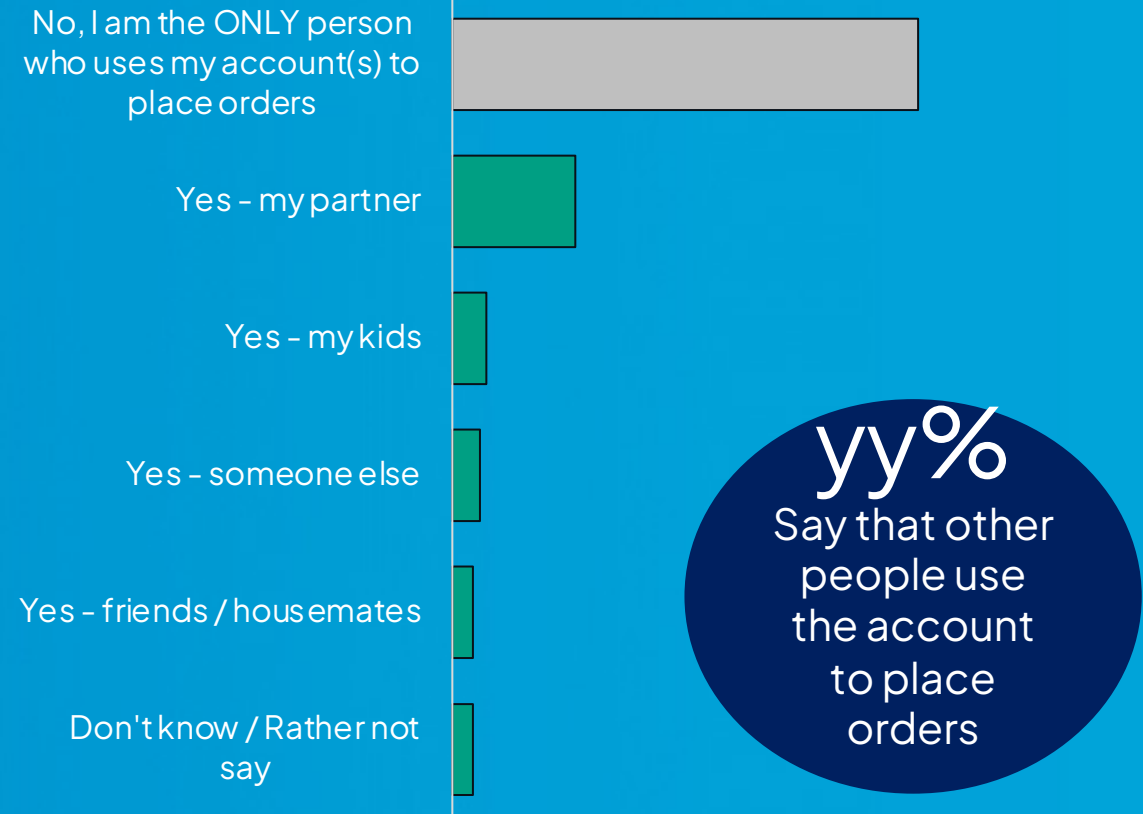 No, I am the ONLY person
who uses my account(s) to
place orders
Yes - my partner
Yes - my kids
Yes - someone else
Yes - friends / housemates
Don't know / Rather not
say
yy%
Say that other
people use
the account
to place
orders